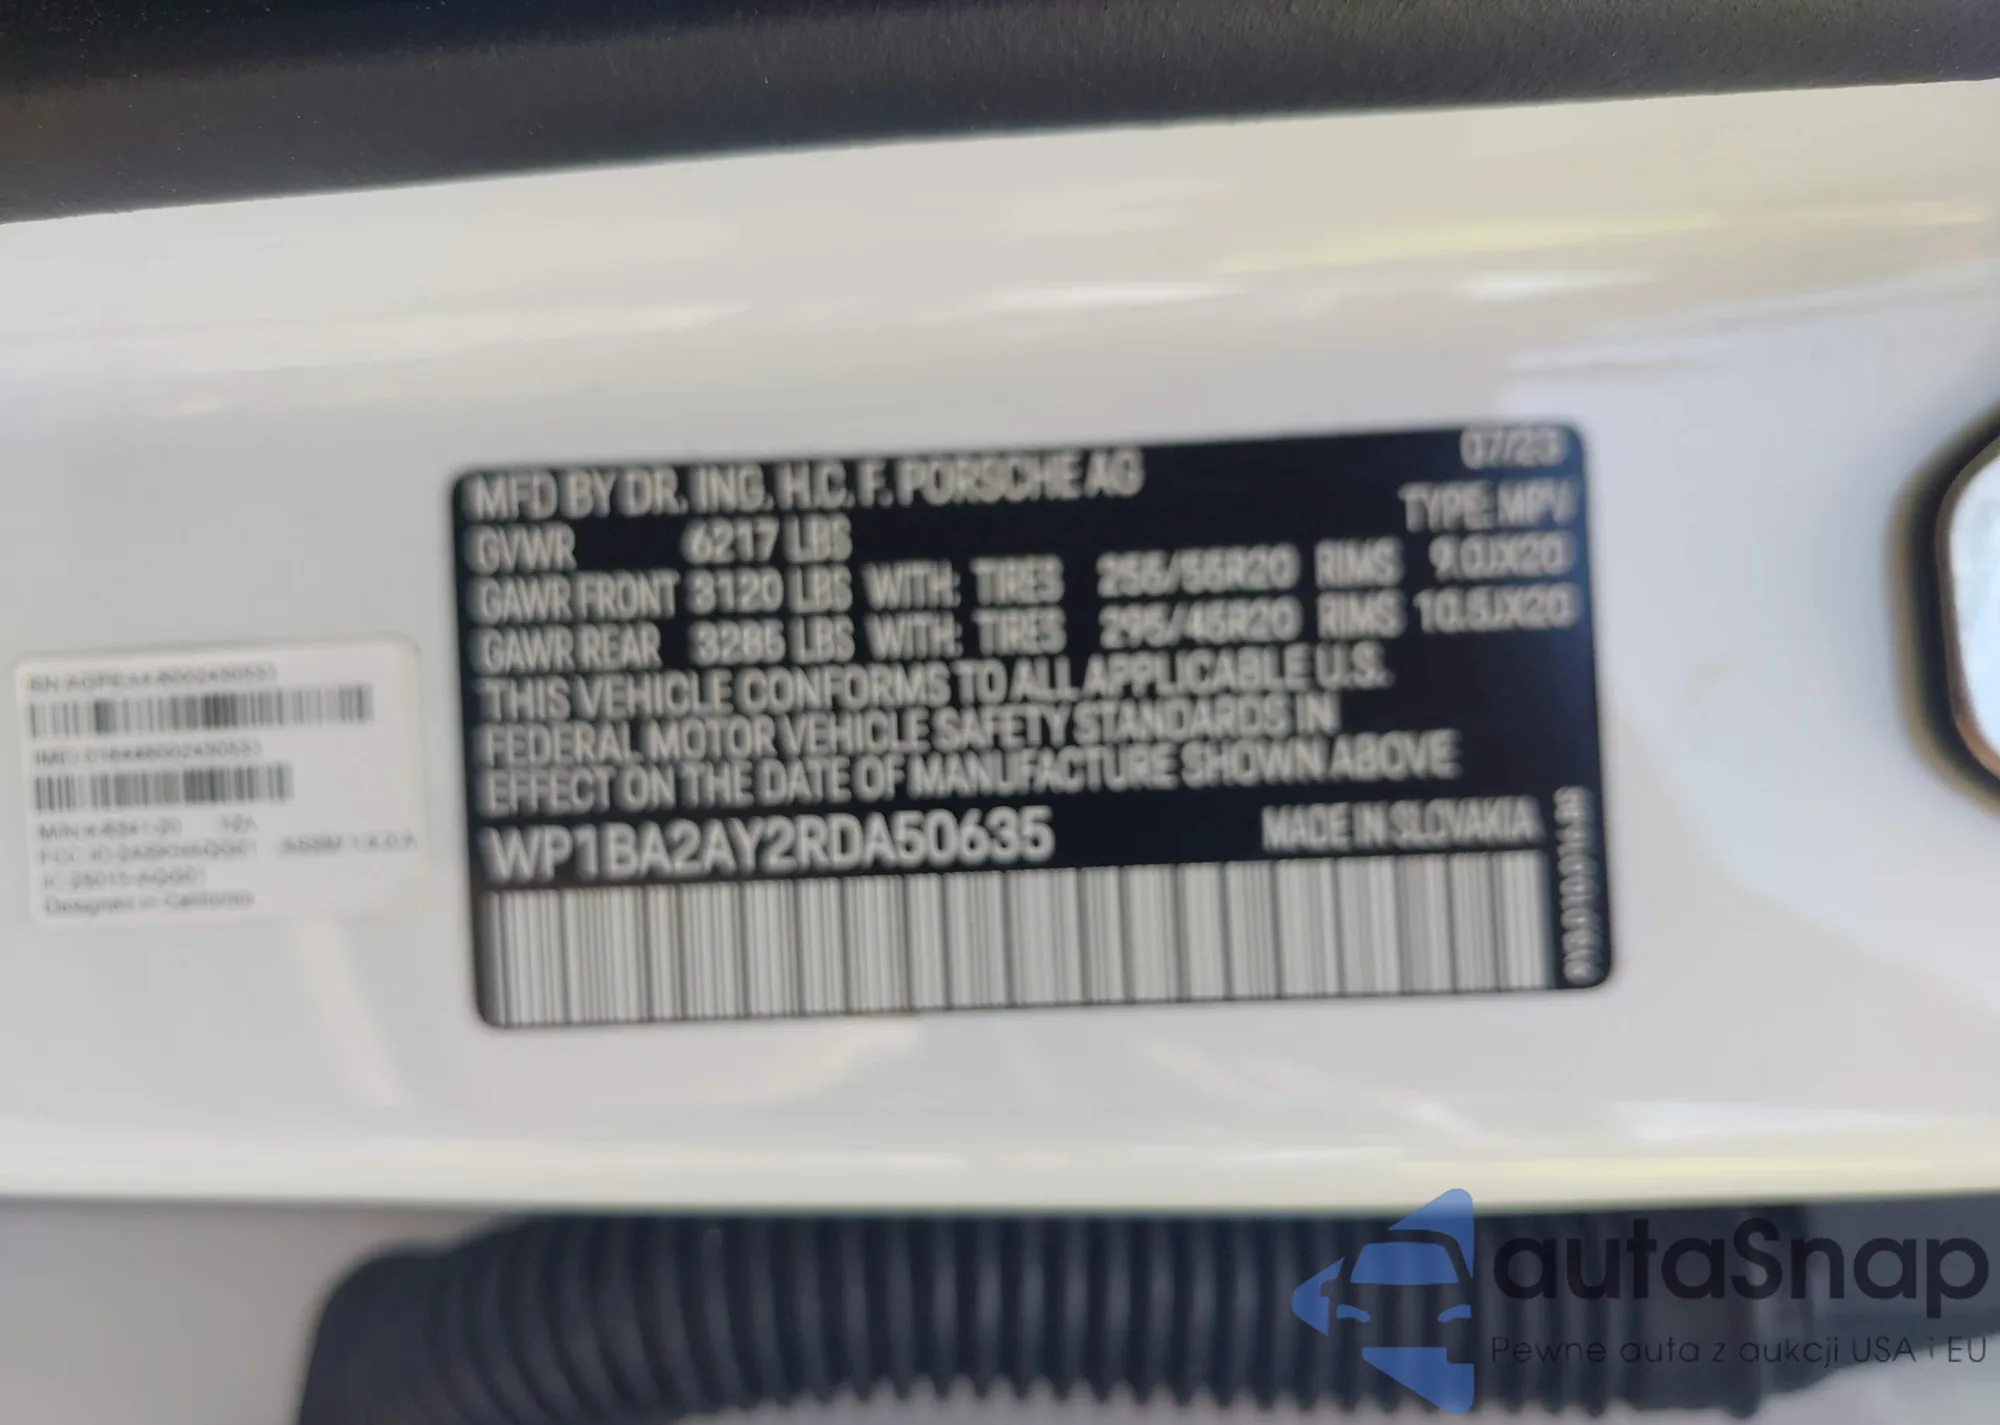 MFD BY DR. ING. H.C. F. PORSCHE AG 07/23
GVWR 6217 LBS TYPE: MPV
GAWR FRONT 3120 LBS WITH: TIRES 255/55R20 RIMS 9.0JX20
GAWR REAR 3285 LBS WITH: TIRES 295/45R20 RIMS 10.5JX20
THIS VEHICLE CONFORMS TO ALL APPLICABLE U.S.
FEDERAL MOTOR VEHICLE SAFETY STANDARDS IN
EFFECT ON THE DATE OF MANUFACTURE SHOWN ABOVE
WP1BA2AY2RDA50635 MADE IN SLOVAKIA
Designed in California
autaSnap
Pewne auta z aukcji USA i EU